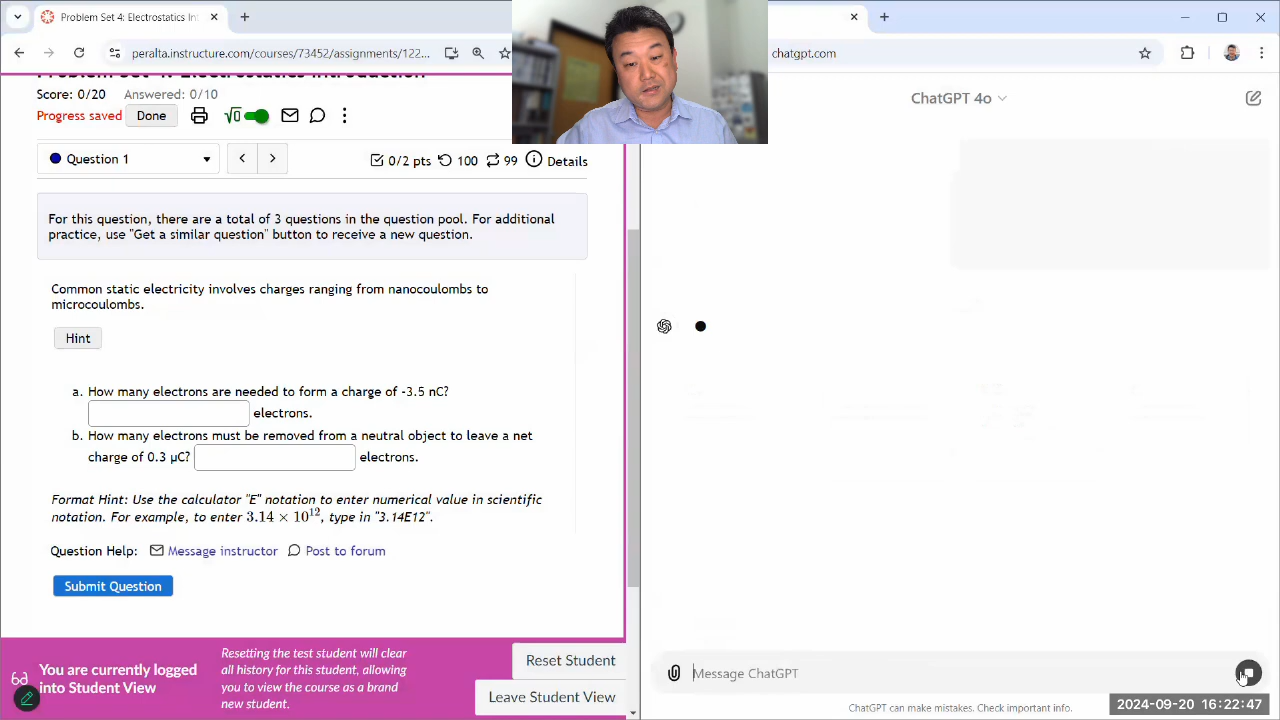 Problem Set 4: Electrostatics Int
peralta.instructure.com/courses/73452/assignments/122...
chatgpt.com
Problem Set 4: Electrostatics Introduction
Score: 0/20 Answered: 0/10
Progress saved Done √0
Question 1
0/2 pts 100 99 Details
For this question, there are a total of 3 questions in the question pool. For additional
practice, use "Get a similar question" button to receive a new question.
Common static electricity involves charges ranging from nanocoulombs to
microcoulombs.
Hint
a. How many electrons are needed to form a charge of -3.5 nC?
electrons.
b. How many electrons must be removed from a neutral object to leave a net
charge of 0.3 μC? electrons.
Format Hint: Use the calculator "E" notation to enter numerical value in scientific
notation. For example, to enter 3.14 × 10¹², type in "3.14E12".
Question Help: Message instructor Post to forum
Submit Question
You are currently logged
into Student View
Resetting the test student will clear
all history for this student, allowing
you to view the course as a brand
new student.
Reset Student
Leave Student View
ChatGPT 4o
Message ChatGPT
ChatGPT can make mistakes. Check important info.
2024-09-20 16:22:47